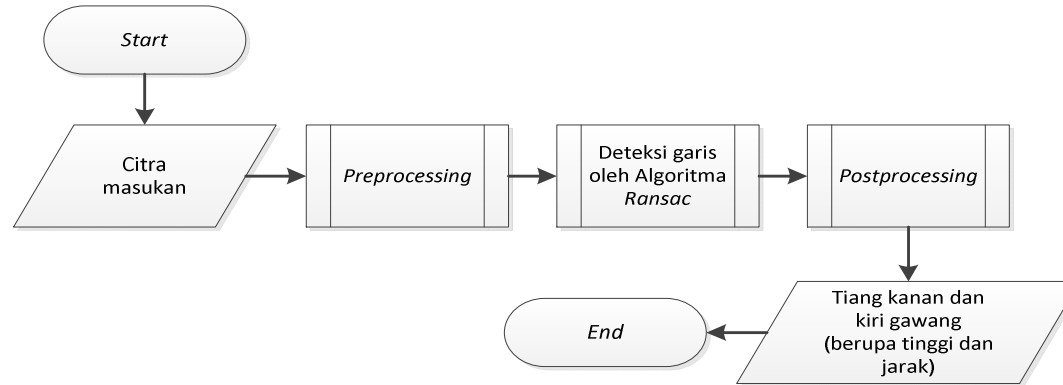 Start
Citra
masukan
Preprocessing
Deteksi garis
oleh Algoritma
Ransac
Postprocessing
Tiang kanan dan
kiri gawang
(berupa tinggi dan
jarak)
End